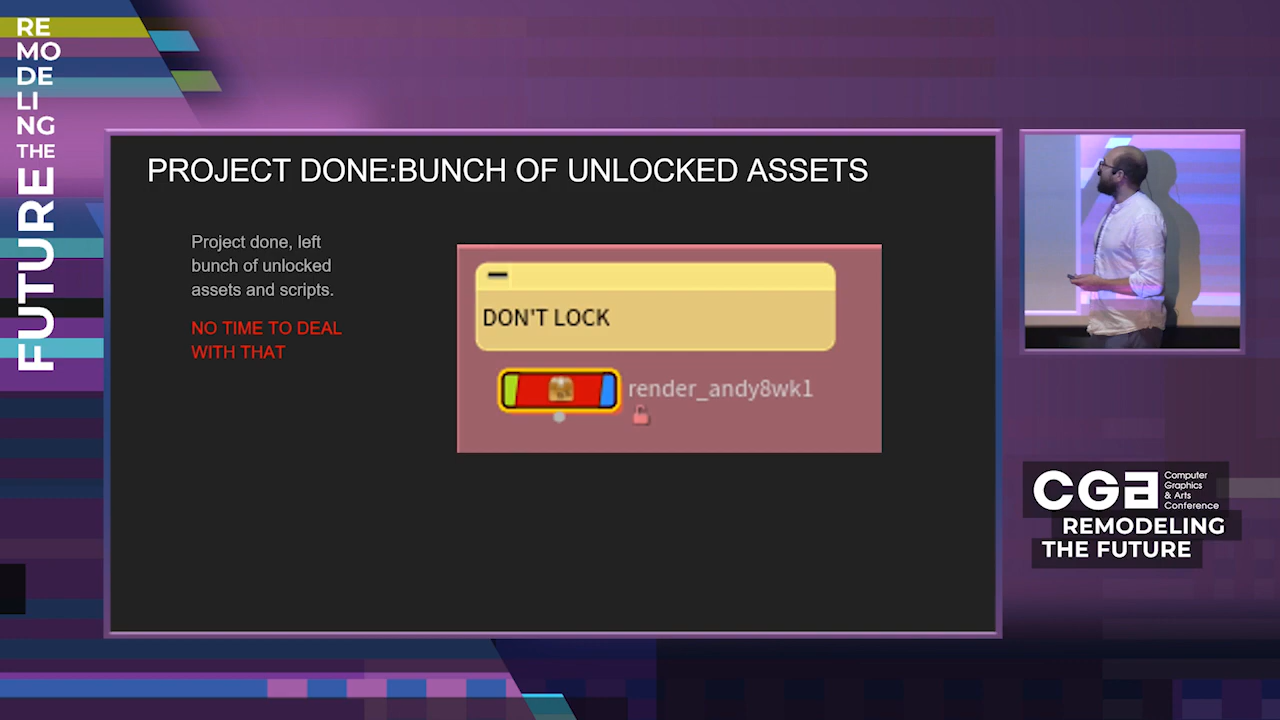 RE
MO
DE
LI
NG
THE
FUTURE
PROJECT DONE:BUNCH OF UNLOCKED ASSETS
Project done, left
bunch of unlocked
assets and scripts.
NO TIME TO DEAL
WITH THAT
DON'T LOCK
render_andy8wk1
CGA
Computer
Graphics
& Arts
Conference
REMODELING
THE FUTURE